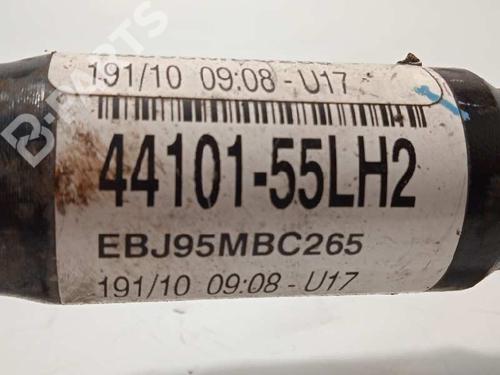 191/10 09:08 - U17
44101-55LH2
EBJ95MBC265
191/10 09:08 - U17
B-PARTS